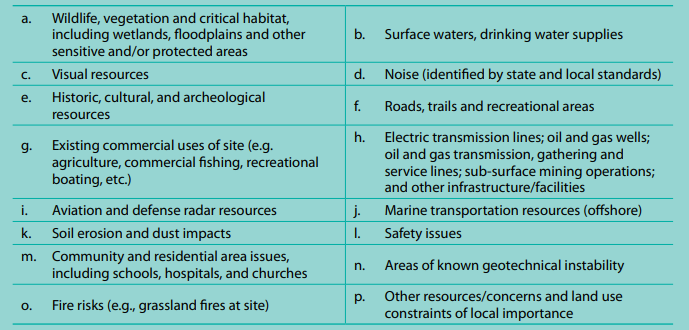 a. Wildlife, vegetation and critical habitat,
including wetlands, floodplains and other
sensitive and/or protected areas
b. Surface waters, drinking water supplies
c. Visual resources
d. Noise (identified by state and local standards)
e. Historic, cultural, and archeological
resources
f. Roads, trails and recreational areas
g. Existing commercial uses of site (e.g.
agriculture, commercial fishing, recreational
boating, etc.)
h. Electric transmission lines; oil and gas wells;
oil and gas transmission, gathering and
service lines; sub-surface mining operations;
and other infrastructure/facilities
i. Aviation and defense radar resources
j. Marine transportation resources (offshore)
k. Soil erosion and dust impacts
l. Safety issues
m. Community and residential area issues,
including schools, hospitals, and churches
n. Areas of known geotechnical instability
o. Fire risks (e.g., grassland fires at site)
p. Other resources/concerns and land use
constraints of local importance